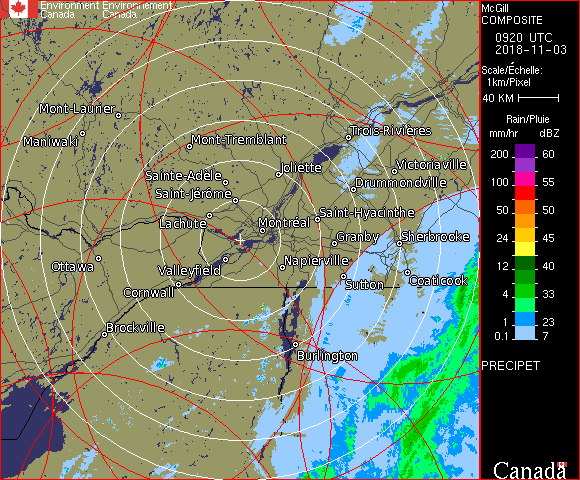 Environment Environnement
Canada Canada
McGill
COMPOSITE
0920 UTC
2018-11-03
Scale/Échelle:
1km/Pixel
40 KM
Rain/Pluie
mm/hr dBZ
200 60
100 55
50 50
24 45
12 40
4 33
1 23
0.1 7
PRECIPET
Canada
Mont-Laurier
Maniwaki
Mont-Tremblant
Trois-Rivières
Joliette
Victoriaville
Sainte-Adèle
Drummondville
Saint-Jérôme
Lachute
Saint-Hyacinthe
Montréal
Granby
Sherbrooke
Ottawa
Valleyfield
Napierville
Cornwall
Sutton
Coaticook
Brockville
Burlington